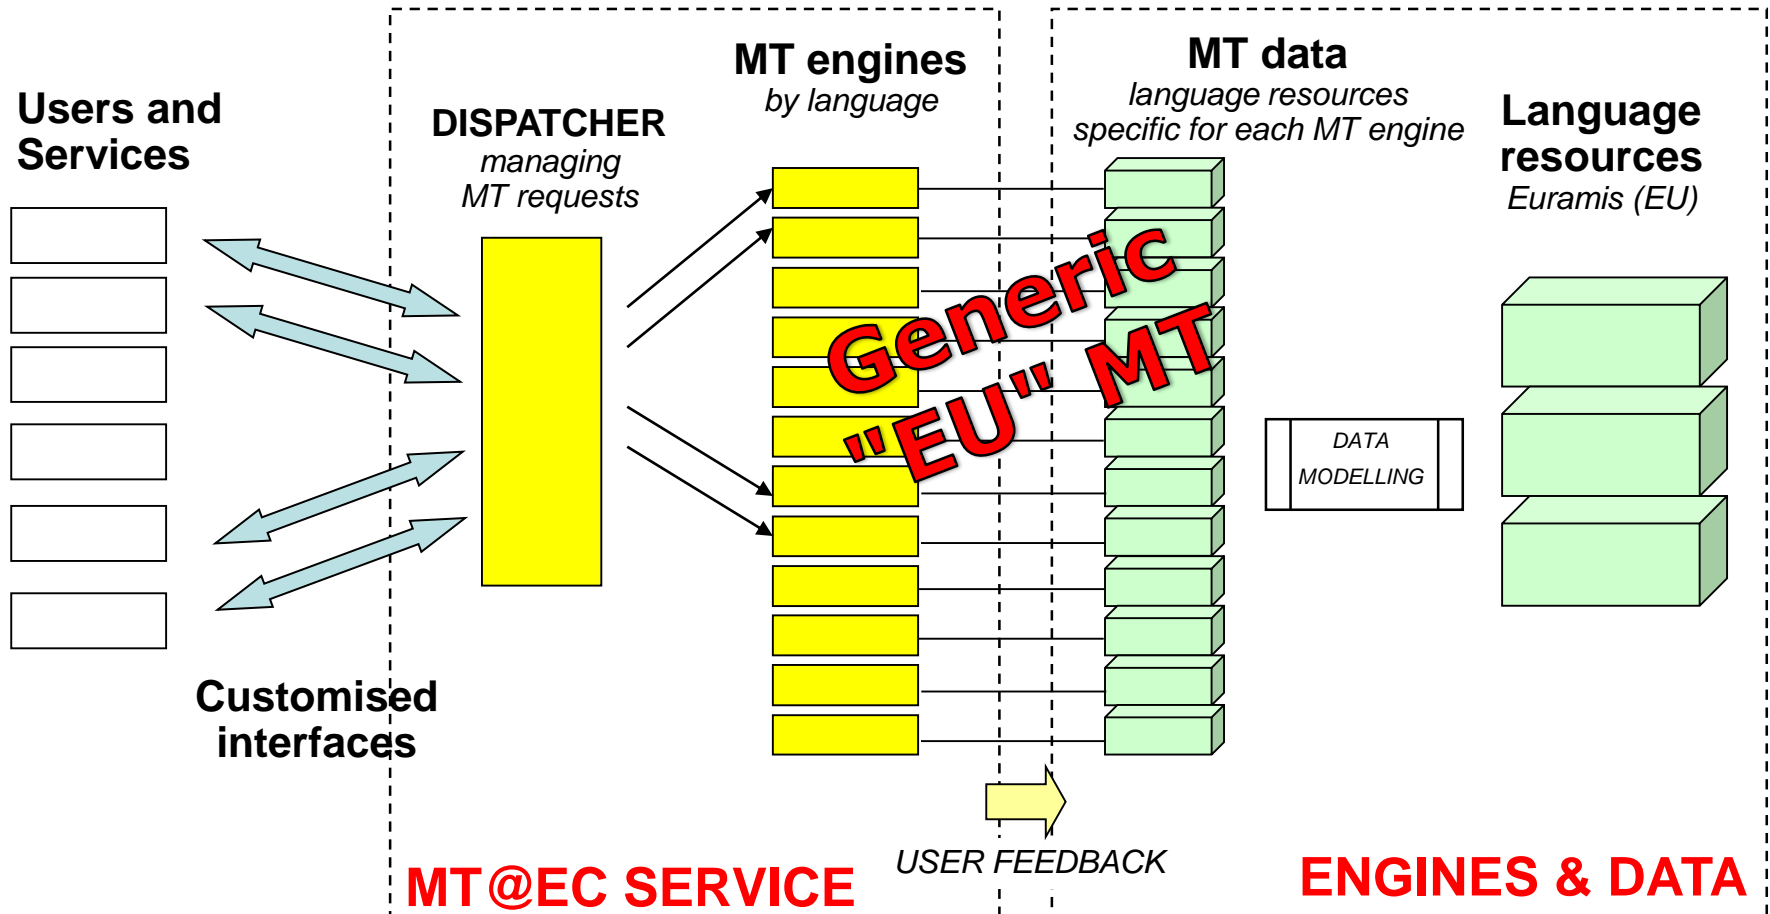 Users and
Services
DISPATCHER
managing
MT requests
MT engines
by language
MT data
language resources
specific for each MT engine
Language
resources
Euramis (EU)
Generic
"EU" MT
DATA
MODELLING
Customised
interfaces
USER FEEDBACK
MT@EC SERVICE
ENGINES & DATA